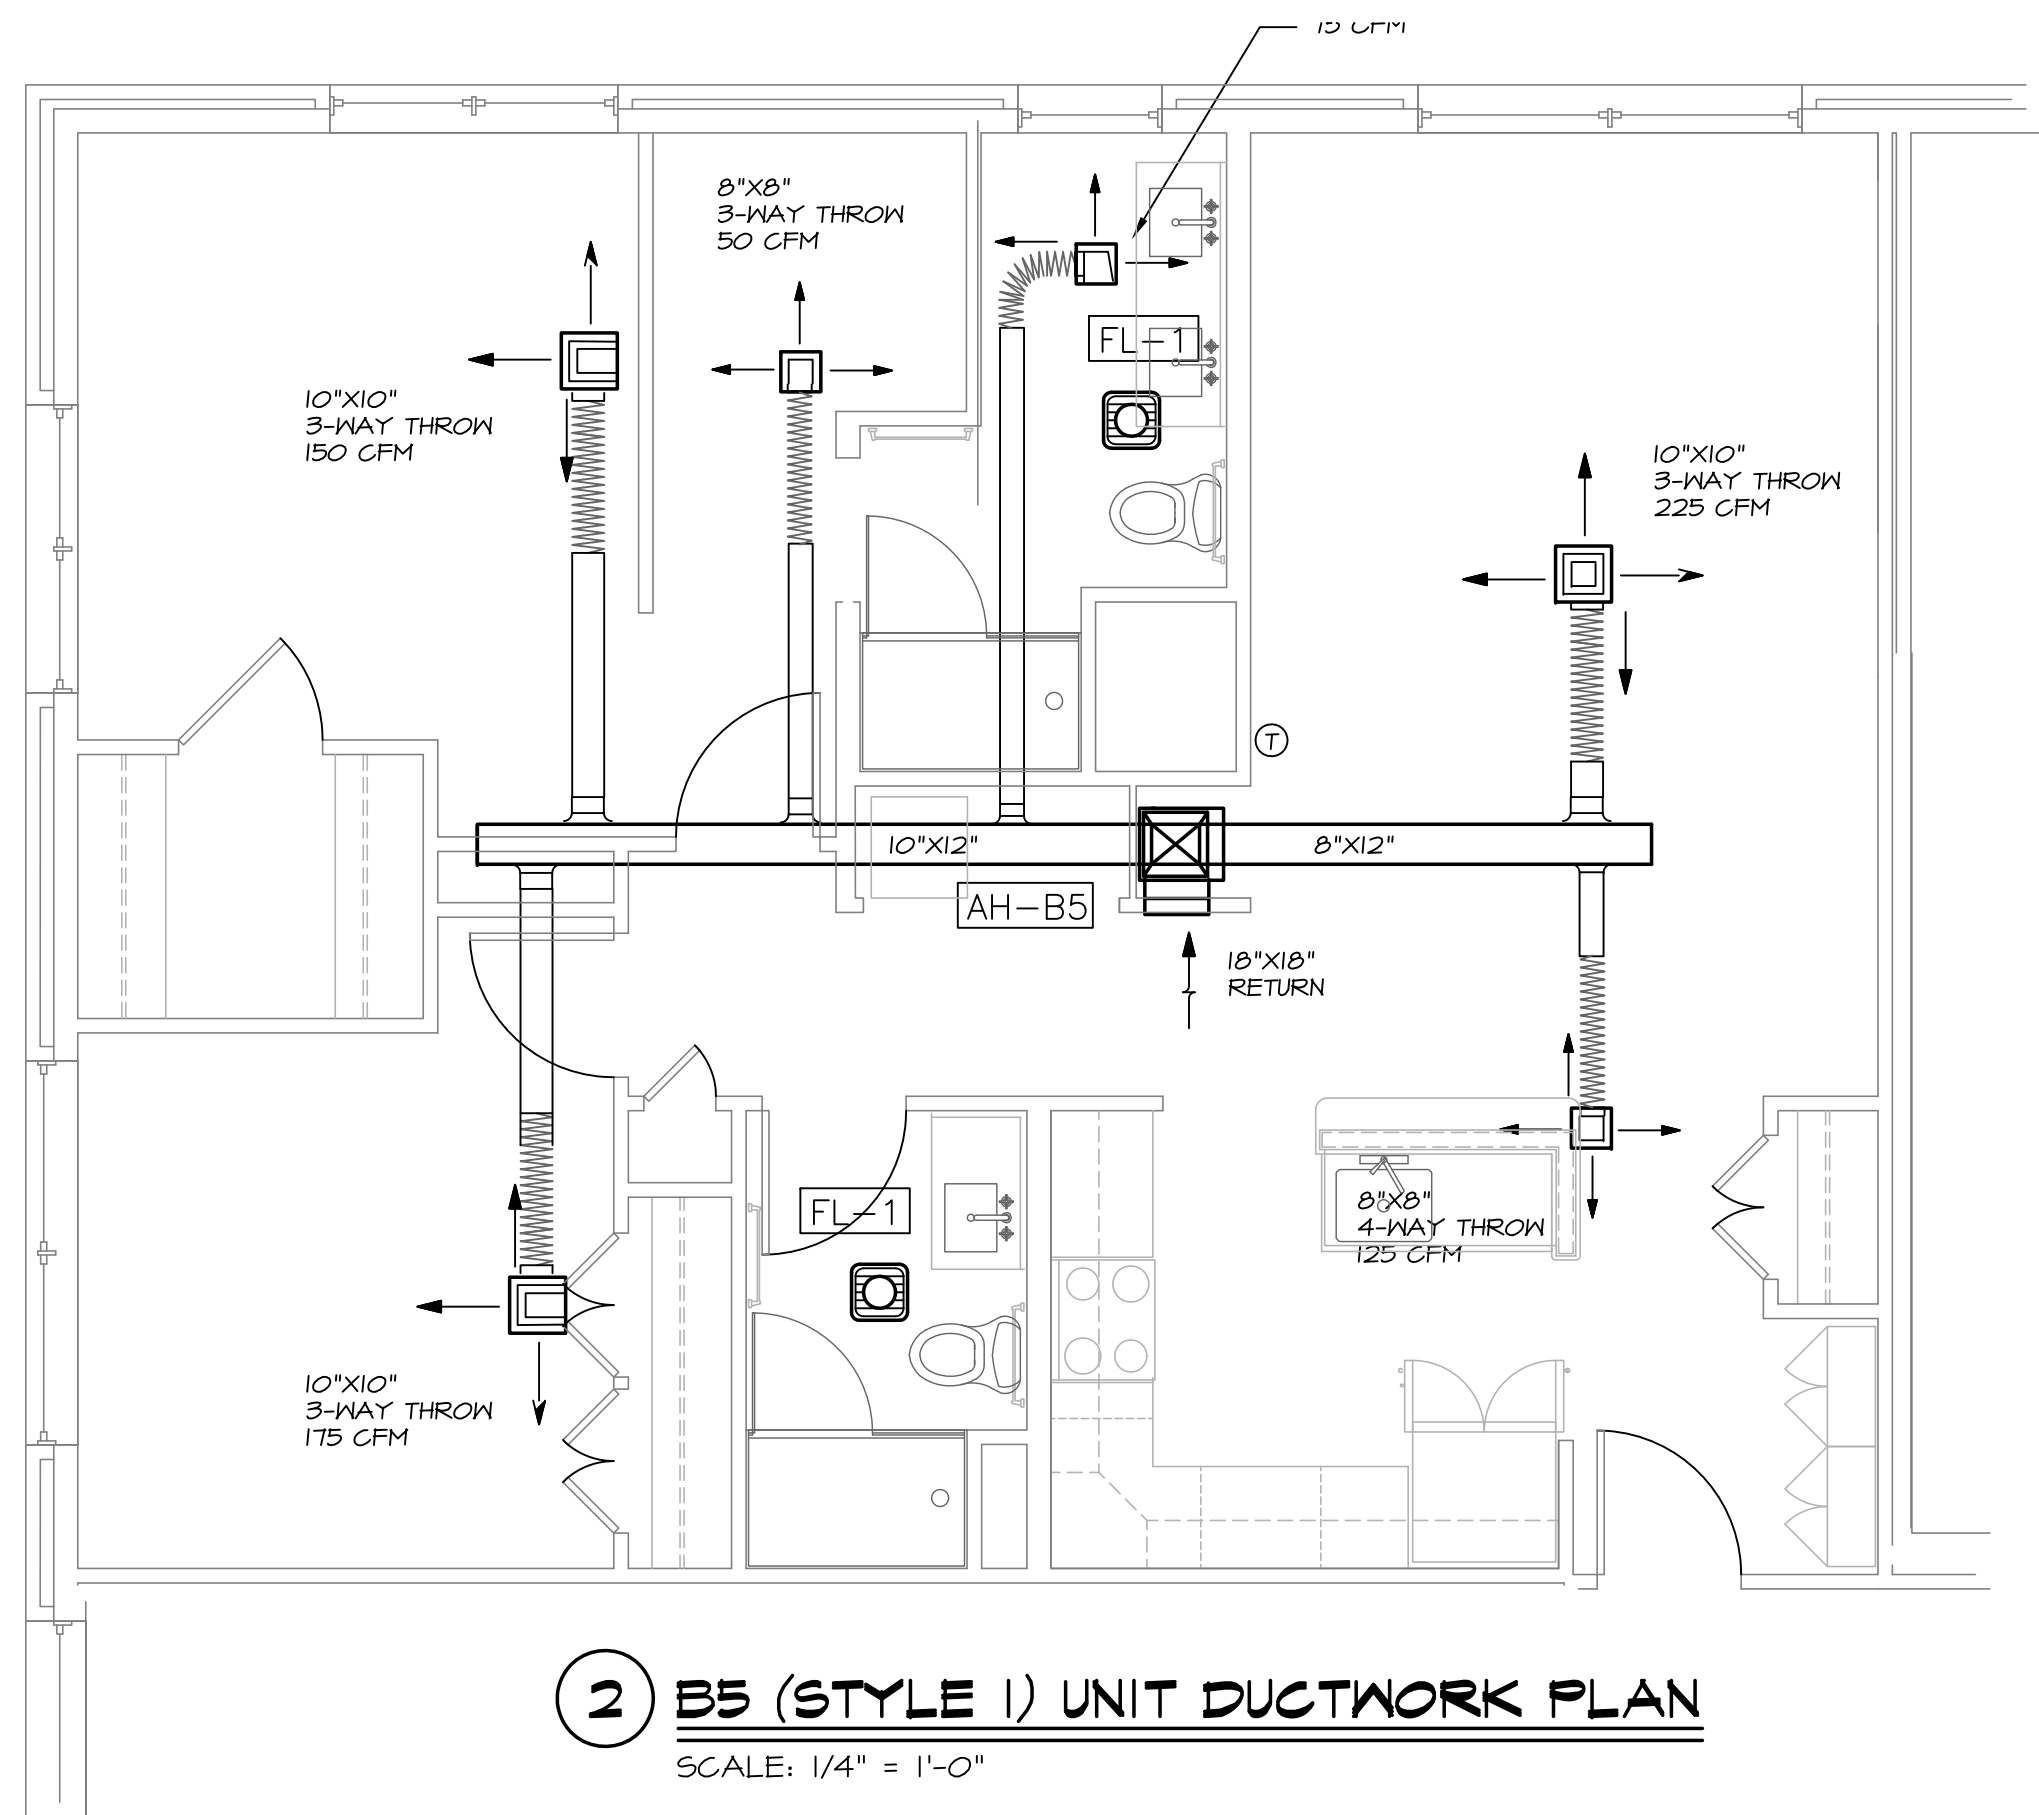 15 CFM
8"X8"
3-WAY THROW
50 CFM
FL-1
10"X10"
3-WAY THROW
150 CFM
10"X10"
3-WAY THROW
225 CFM
T
10"X12"
8"X12"
AH-B5
18"X18"
RETURN
FL-1
8"X8"
4-WAY THROW
125 CFM
10"X10"
3-WAY THROW
175 CFM
2 B5 (STYLE 1) UNIT DUCTWORK PLAN
SCALE: 1/4" = 1'-0"